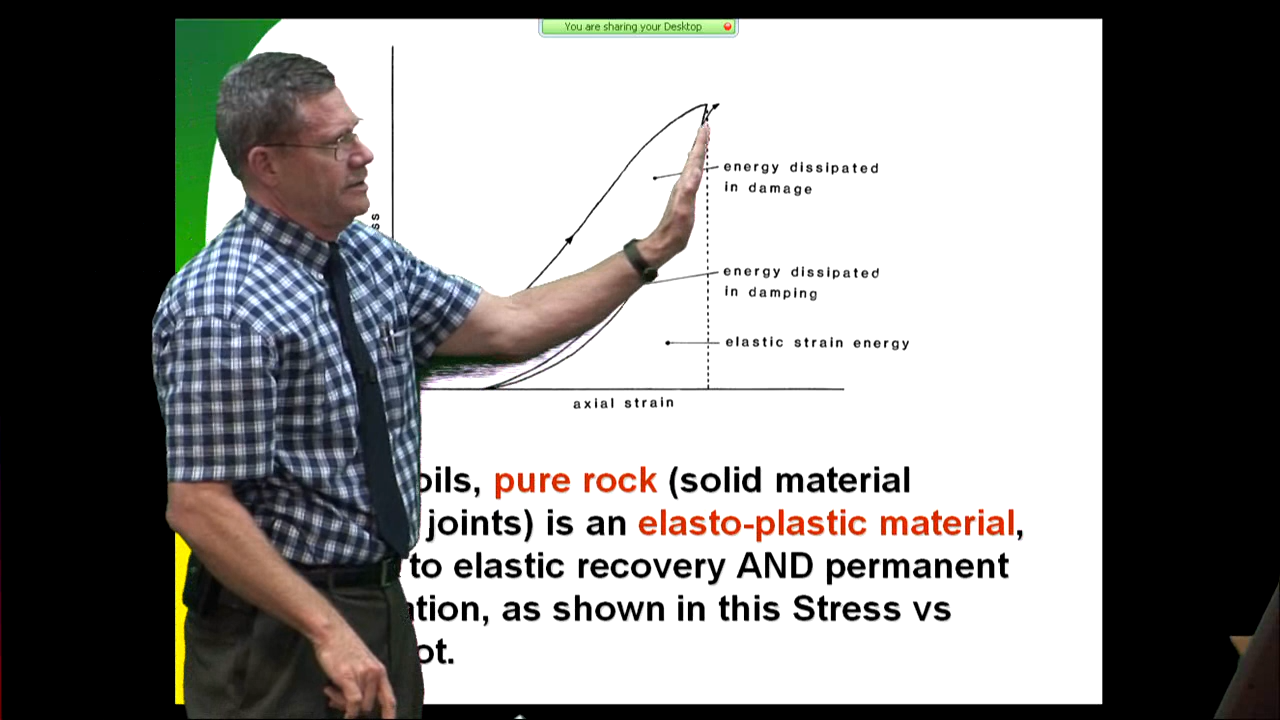 You are sharing your Desktop
energy dissipated
in damage
ss
energy dissipated
in damping
elastic strain energy
axial strain
oils, pure rock (solid material
joints) is an elasto-plastic material,
to elastic recovery AND permanent
ation, as shown in this Stress vs
ot.